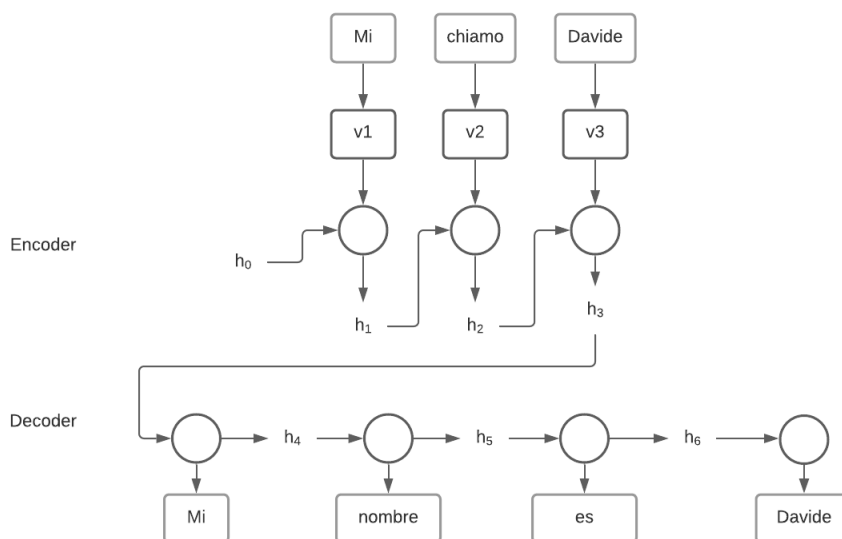 Mi chiamo Davide
v1 v2 v3
Encoder
h₀
h₁ h₂ h₃
Decoder
h₄ h₅ h₆
Mi nombre es Davide